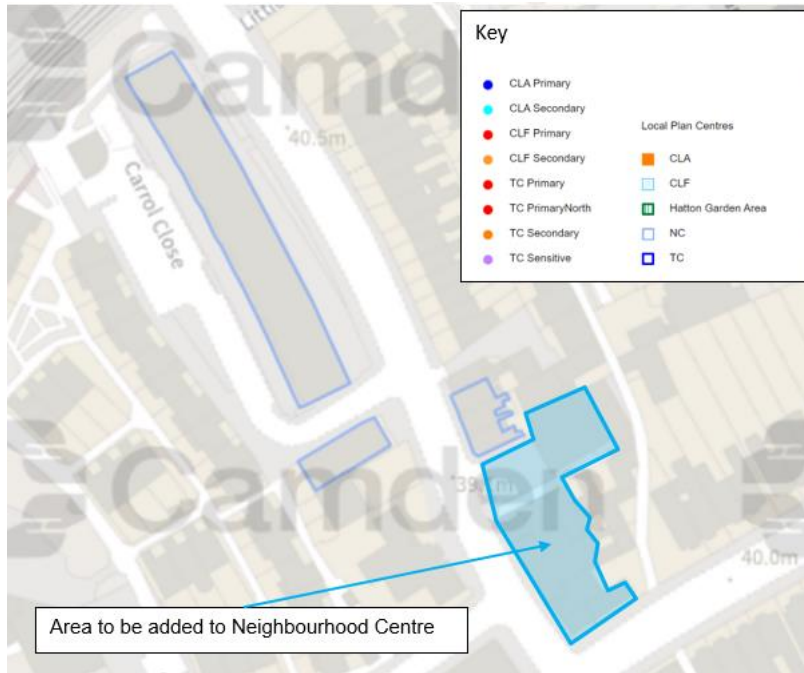 Little
Camden
Key
CLA Primary
CLA Secondary
CLF Primary
CLF Secondary
TC Primary
TC PrimaryNorth
TC Secondary
TC Sensitive
Local Plan Centres
CLA
CLF
Hatton Garden Area
NC
TC
40.5m
Carrol Close
Camden
40.0m
Area to be added to Neighbourhood Centre